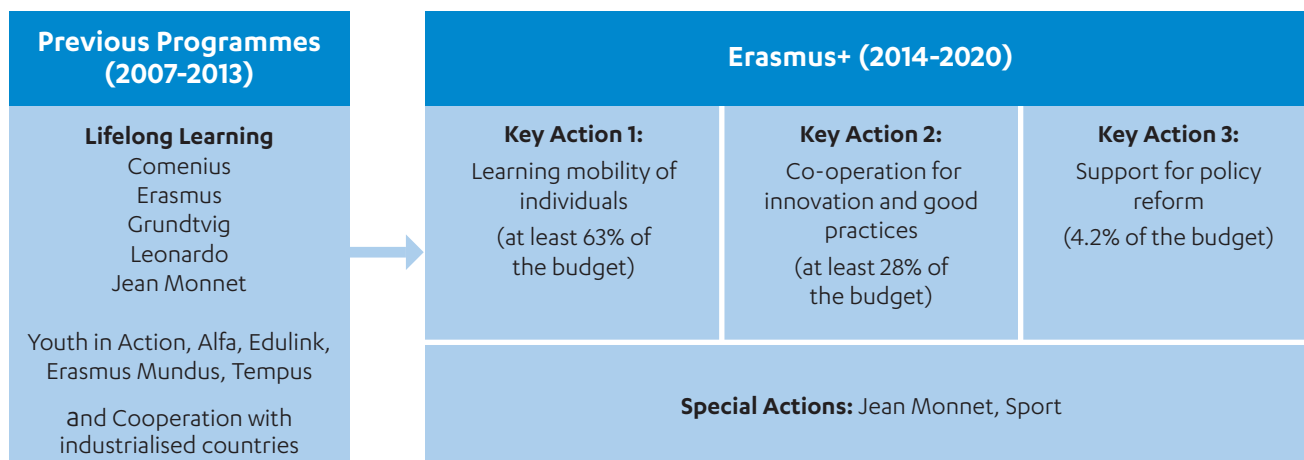 Previous Programmes
(2007-2013)
Lifelong Learning
Comenius
Erasmus
Grundtvig
Leonardo
Jean Monnet
Youth in Action, Alfa, Edulink,
Erasmus Mundus, Tempus
and Cooperation with
industrialised countries
Erasmus+ (2014-2020)
Key Action 1:
Learning mobility of
individuals
(at least 63% of
the budget)
Key Action 2:
Co-operation for
innovation and good
practices
(at least 28% of
the budget)
Key Action 3:
Support for policy
reform
(4.2% of the budget)
Special Actions: Jean Monnet, Sport